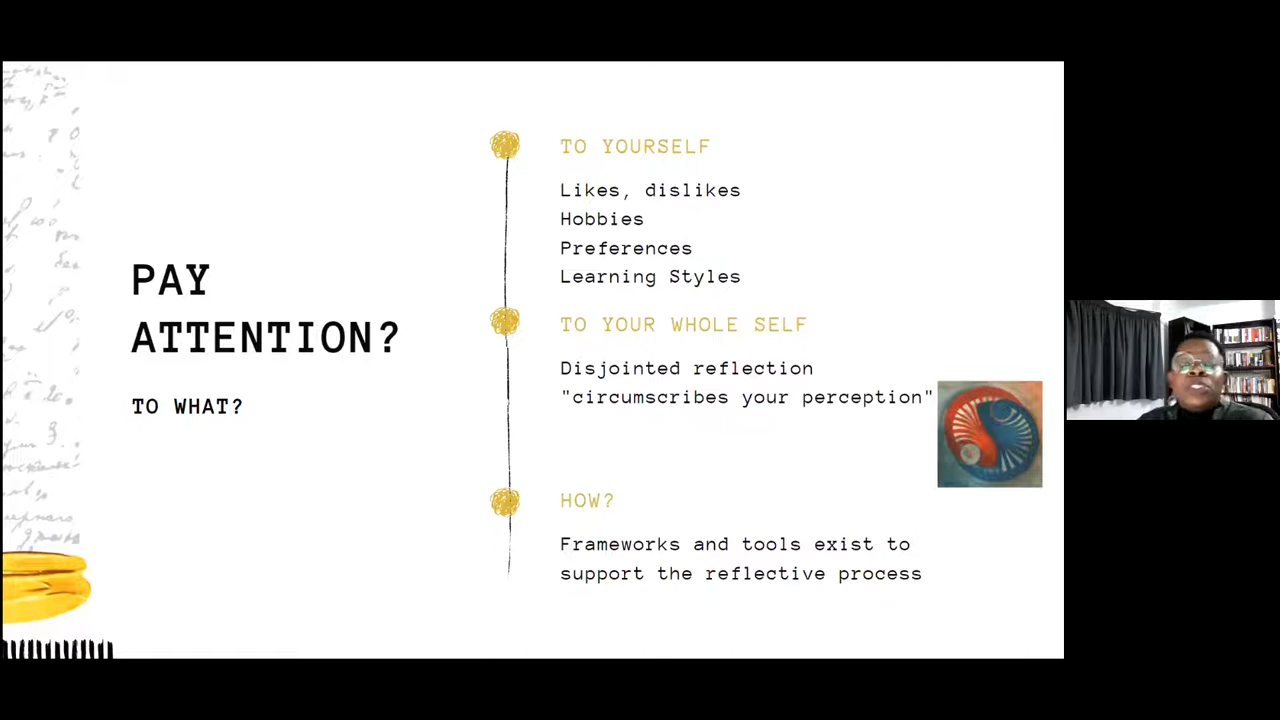 PAY
ATTENTION?
TO WHAT?
TO YOURSELF
Likes, dislikes
Hobbies
Preferences
Learning Styles
TO YOUR WHOLE SELF
Disjointed reflection
"circumscribes your perception"
HOW?
Frameworks and tools exist to
support the reflective process